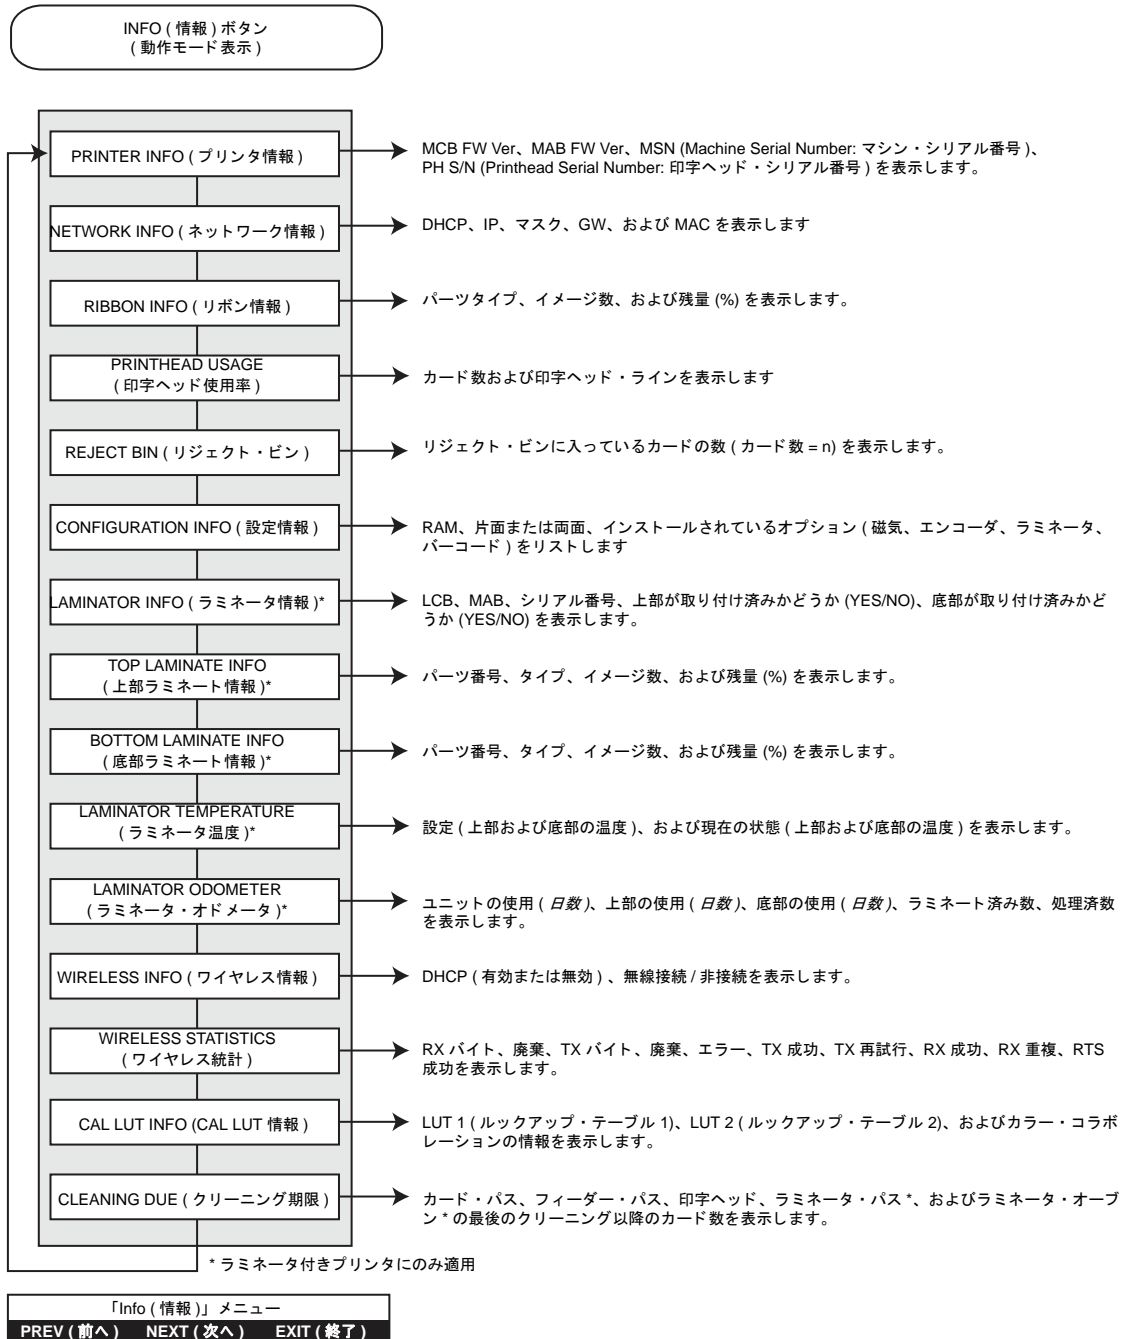 INFO ( 情報 ) ボタン
( 動作モード表示 )
PRINTER INFO ( プリンタ情報 )
MCB FW Ver、MAB FW Ver、MSN (Machine Serial Number: マシン・シリアル番号 )、
PH S/N (Printhead Serial Number: 印字ヘッド・シリアル番号 ) を表示します。
NETWORK INFO ( ネットワーク情報 )
DHCP、IP、マスク、GW、および MAC を表示します
RIBBON INFO ( リボン情報 )
パーツタイプ、イメージ数、および残量 (%) を表示します。
PRINTHEAD USAGE
( 印字ヘッド使用率 )
カード数および印字ヘッド・ラインを表示します
REJECT BIN ( リジェクト・ビン )
リジェクト・ビンに入っているカードの数 ( カード数 = n) を表示します。
CONFIGURATION INFO ( 設定情報 )
RAM、片面または両面、インストールされているオプション ( 磁気、エンコーダ、ラミネータ、
バーコード ) をリストします
LAMINATOR INFO ( ラミネータ情報 )*
LCB、MAB、シリアル番号、上部が取り付け済みかどうか (YES/NO)、底部が取り付け済みかど
うか (YES/NO) を表示します。
TOP LAMINATE INFO
( 上部ラミネート情報 )*
パーツ番号、タイプ、イメージ数、および残量 (%) を表示します。
BOTTOM LAMINATE INFO
( 底部ラミネート情報 )*
パーツ番号、タイプ、イメージ数、および残量 (%) を表示します。
LAMINATOR TEMPERATURE
( ラミネータ温度 )*
設定 ( 上部および底部の温度 )、および現在の状態 ( 上部および底部の温度 ) を表示します。
LAMINATOR ODOMETER
( ラミネータ・オドメータ )*
ユニットの使用 ( 日数 )、上部の使用 ( 日数 )、底部の使用 ( 日数 )、ラミネート済み数、処理済数
を表示します。
WIRELESS INFO ( ワイヤレス情報 )
DHCP ( 有効または無効 ) 、無線接続 / 非接続を表示します。
WIRELESS STATISTICS
( ワイヤレス統計 )
RX バイト、廃棄、TX バイト、廃棄、エラー、TX 成功、TX 再試行、RX 成功、RX 重複、RTS
成功を表示します。
CAL LUT INFO (CAL LUT 情報 )
LUT 1 ( ルックアップ・テーブル 1)、LUT 2 ( ルックアップ・テーブル 2)、およびカラー・コラボ
レーションの情報を表示します。
CLEANING DUE ( クリーニング期限 )
カード・パス、フィーダー・パス、印字ヘッド、ラミネータ・パス *、およびラミネータ・オーブ
ン * の最後のクリーニング以降のカード数を表示します。
* ラミネータ付きプリンタにのみ適用
「Info ( 情報 )」メニュー
PREV ( 前へ ) NEXT ( 次へ ) EXIT ( 終了 )